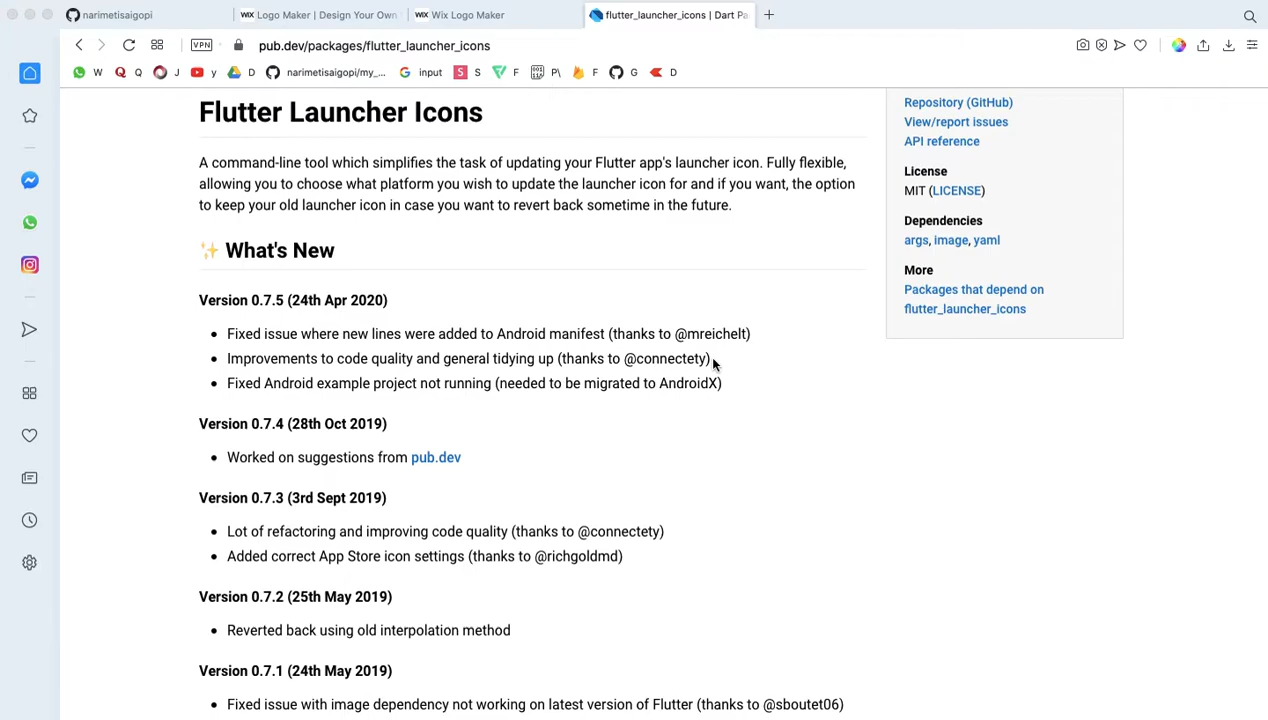 narimetisaigopi
WIX Logo Maker | Design Your Own
WIX Wix Logo Maker
flutter_launcher_icons | Dart Pa
VPN
pub.dev/packages/flutter_launcher_icons
W
Q
J
y
D
narimetisaigopi/my_...
input
S
F
P\
F
G
D
Flutter Launcher Icons
A command-line tool which simplifies the task of updating your Flutter app's launcher icon. Fully flexible,
allowing you to choose what platform you wish to update the launcher icon for and if you want, the option
to keep your old launcher icon in case you want to revert back sometime in the future.
✨ What's New
Version 0.7.5 (24th Apr 2020)
• Fixed issue where new lines were added to Android manifest (thanks to @mreichelt)
• Improvements to code quality and general tidying up (thanks to @connectety)
• Fixed Android example project not running (needed to be migrated to AndroidX)
Version 0.7.4 (28th Oct 2019)
• Worked on suggestions from pub.dev
Version 0.7.3 (3rd Sept 2019)
• Lot of refactoring and improving code quality (thanks to @connectety)
• Added correct App Store icon settings (thanks to @richgoldmd)
Version 0.7.2 (25th May 2019)
• Reverted back using old interpolation method
Version 0.7.1 (24th May 2019)
• Fixed issue with image dependency not working on latest version of Flutter (thanks to @sboutet06)
Repository (GitHub)
View/report issues
API reference
License
MIT (LICENSE)
Dependencies
args, image, yaml
More
Packages that depend on
flutter_launcher_icons